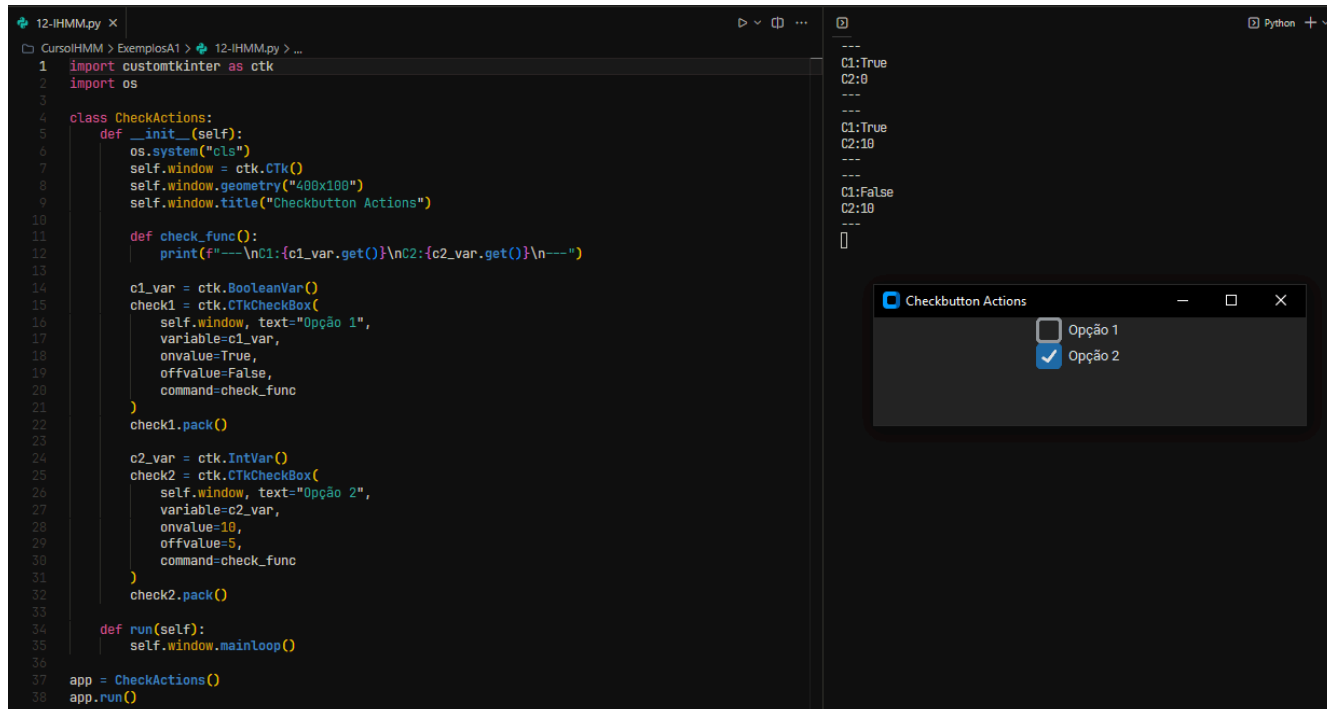 12-IHMM.py
CursoIHMM > ExemplosA1 > 12-IHMM.py > ...
1 import customtkinter as ctk
2 import os
3
4 class CheckActions:
5     def __init__(self):
6         os.system("cls")
7         self.window = ctk.CTk()
8         self.window.geometry("400x100")
9         self.window.title("Checkbutton Actions")
10
11         def check_func():
12             print(f"---\nC1:{c1_var.get()}\nC2:{c2_var.get()}\n---")
13
14         c1_var = ctk.BooleanVar()
15         check1 = ctk.CTkCheckBox(
16             self.window, text="Opção 1",
17             variable=c1_var,
18             onvalue=True,
19             offvalue=False,
20             command=check_func
21         )
22         check1.pack()
23
24         c2_var = ctk.IntVar()
25         check2 = ctk.CTkCheckBox(
26             self.window, text="Opção 2",
27             variable=c2_var,
28             onvalue=10,
29             offvalue=5,
30             command=check_func
31         )
32         check2.pack()
33
34     def run(self):
35         self.window.mainloop()
36
37 app = CheckActions()
38 app.run()
Python
---
C1:True
C2:0
---
---
C1:True
C2:10
---
---
C1:False
C2:10
---
Checkbutton Actions
Opção 1
Opção 2